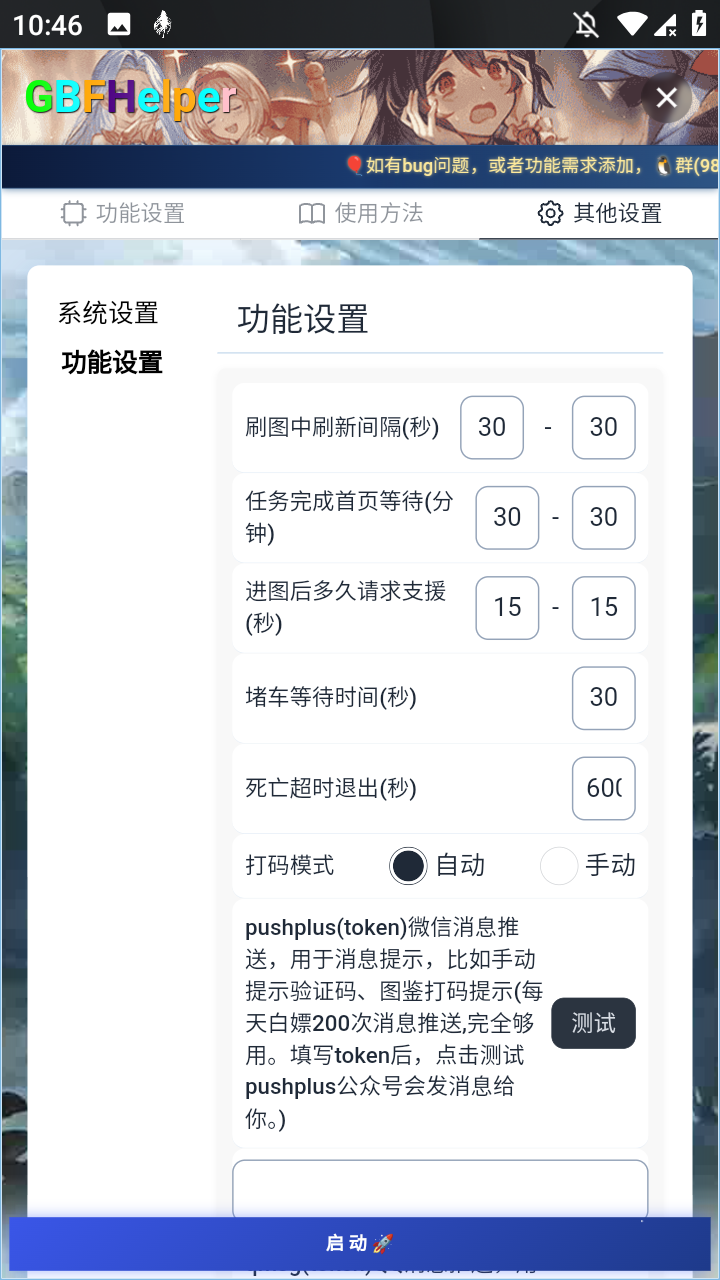 10:46
GBFHelper
如有bug问题，或者功能需求添加，🐧群(98
功能设置
使用方法
其他设置
系统设置
功能设置
功能设置
刷图中刷新间隔(秒)
30 - 30
任务完成首页等待(分
钟)
30 - 30
进图后多久请求支援
(秒)
15 - 15
堵车等待时间(秒)
30
死亡超时退出(秒)
600
打码模式
自动
手动
pushplus(token)微信消息推
送，用于消息提示，比如手动
提示验证码、图鉴打码提示(每
天白嫖200次消息推送,完全够
用。填写token后，点击测试
pushplus公众号会发消息给
你。)
测试
启动🚀